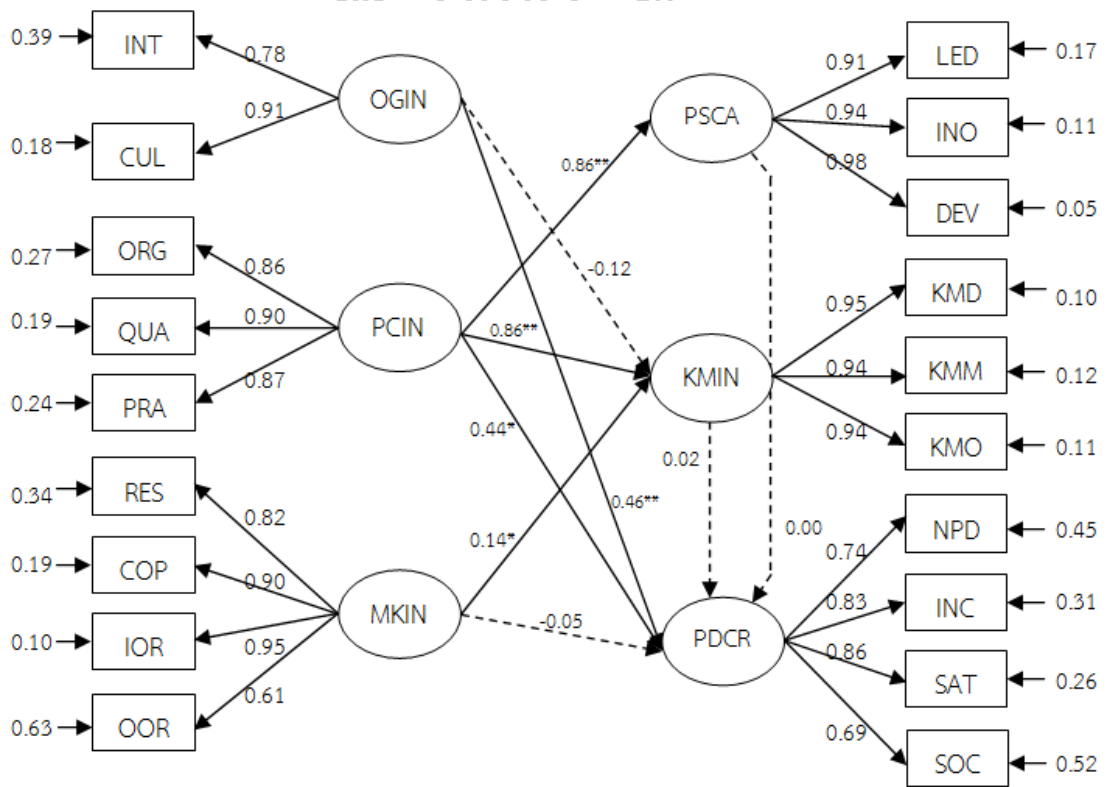 0.39
INT
0.78
OGIN
0.91
0.18
CUL
0.27
ORG
0.86
0.19
QUA
0.90
PCIN
0.87
0.24
PRA
0.34
RES
0.82
0.19
COP
0.90
MKIN
0.10
IOR
0.95
0.61
0.63
OOR
0.86**
-0.12
0.86**
0.44*
0.46**
0.14*
-0.05
0.02
0.00
PSCA
0.91
LED
0.17
0.94
INO
0.11
0.98
DEV
0.05
KMIN
0.95
KMD
0.10
0.94
KMM
0.12
0.94
KMO
0.11
PDCR
0.74
NPD
0.45
0.83
INC
0.31
0.86
SAT
0.26
0.69
SOC
0.52